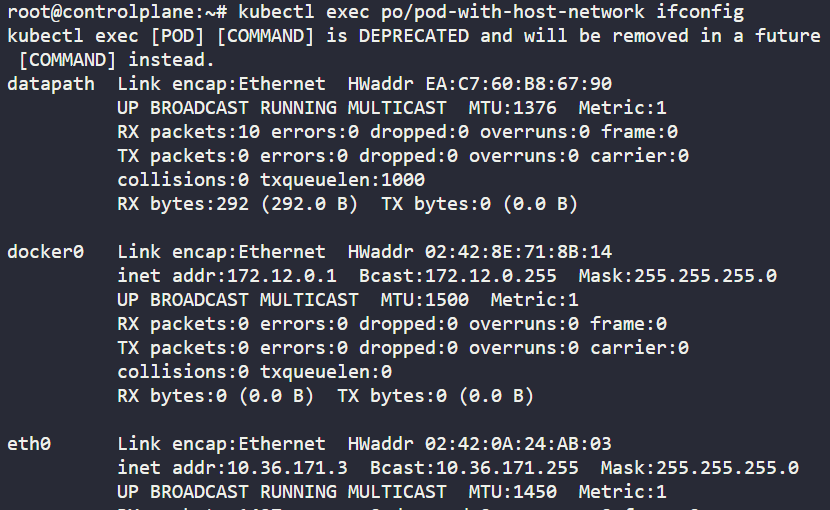 root@controlplane:~# kubectl exec po/pod-with-host-network ifconfig
kubectl exec [POD] [COMMAND] is DEPRECATED and will be removed in a future
 [COMMAND] instead.
datapath  Link encap:Ethernet  HWaddr EA:C7:60:B8:67:90
          UP BROADCAST RUNNING MULTICAST  MTU:1376  Metric:1
          RX packets:10 errors:0 dropped:0 overruns:0 frame:0
          TX packets:0 errors:0 dropped:0 overruns:0 carrier:0
          collisions:0 txqueuelen:1000
          RX bytes:292 (292.0 B)  TX bytes:0 (0.0 B)

docker0   Link encap:Ethernet  HWaddr 02:42:8E:71:8B:14
          inet addr:172.12.0.1  Bcast:172.12.0.255  Mask:255.255.255.0
          UP BROADCAST MULTICAST  MTU:1500  Metric:1
          RX packets:0 errors:0 dropped:0 overruns:0 frame:0
          TX packets:0 errors:0 dropped:0 overruns:0 carrier:0
          collisions:0 txqueuelen:0
          RX bytes:0 (0.0 B)  TX bytes:0 (0.0 B)

eth0      Link encap:Ethernet  HWaddr 02:42:0A:24:AB:03
          inet addr:10.36.171.3  Bcast:10.36.171.255  Mask:255.255.255.0
          UP BROADCAST RUNNING MULTICAST  MTU:1450  Metric:1